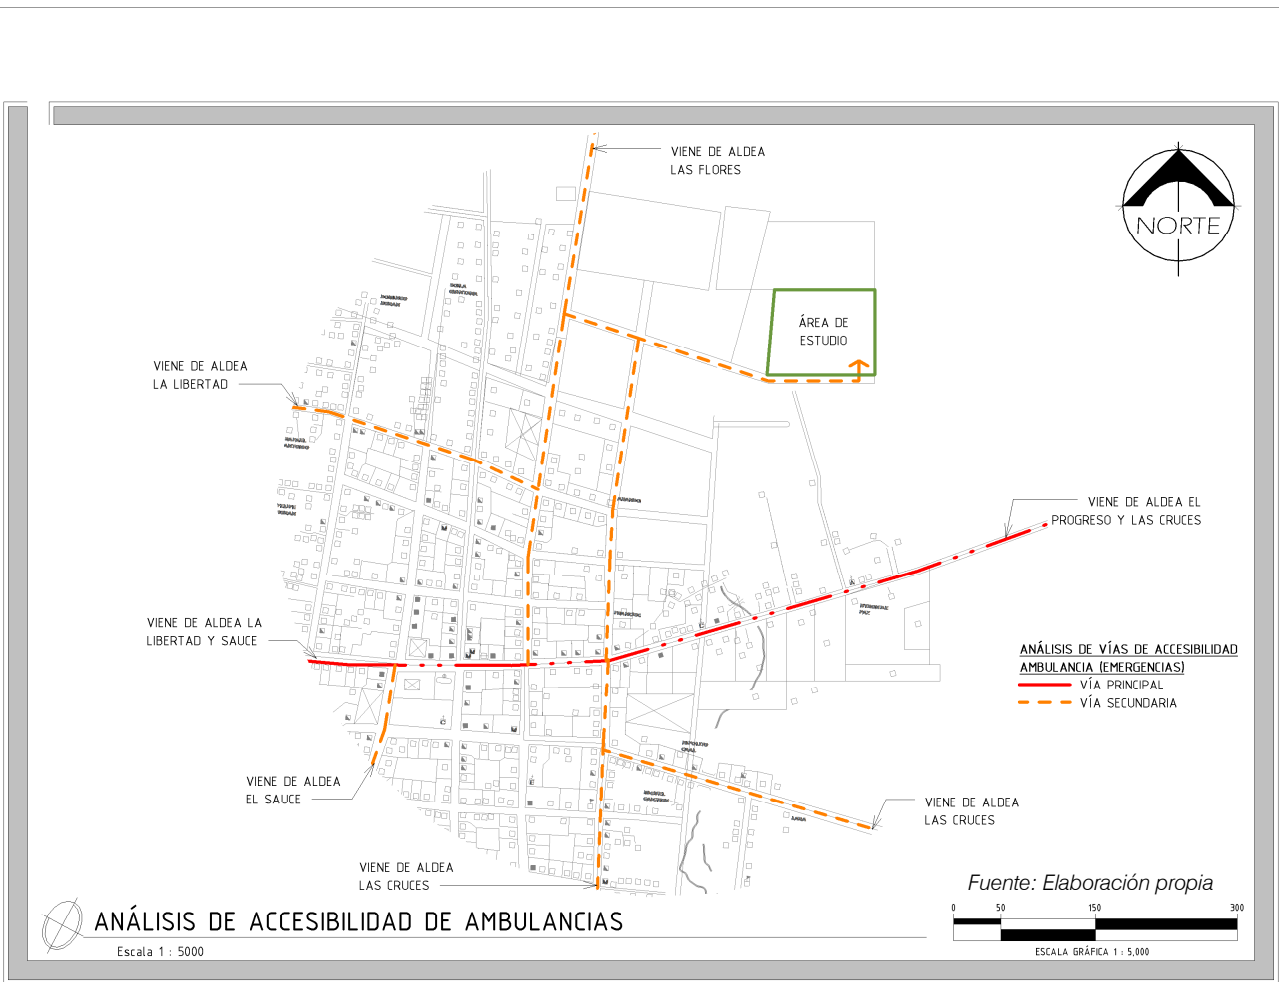 VIENE DE ALDEA
LAS FLORES
NORTE
ÁREA DE
ESTUDIO
VIENE DE ALDEA
LA LIBERTAD
VIENE DE ALDEA EL
PROGRESO Y LAS CRUCES
VIENE DE ALDEA LA
LIBERTAD Y SAUCE
ANÁLISIS DE VÍAS DE ACCESIBILIDAD
AMBULANCIA (EMERGENCIAS)
VÍA PRINCIPAL
VÍA SECUNDARIA
VIENE DE ALDEA
EL SAUCE
VIENE DE ALDEA
LAS CRUCES
VIENE DE ALDEA
LAS CRUCES
Fuente: Elaboración propia
0 50 150 300
ESCALA GRÁFICA 1 : 5,000
ANÁLISIS DE ACCESIBILIDAD DE AMBULANCIAS
Escala 1 : 5000